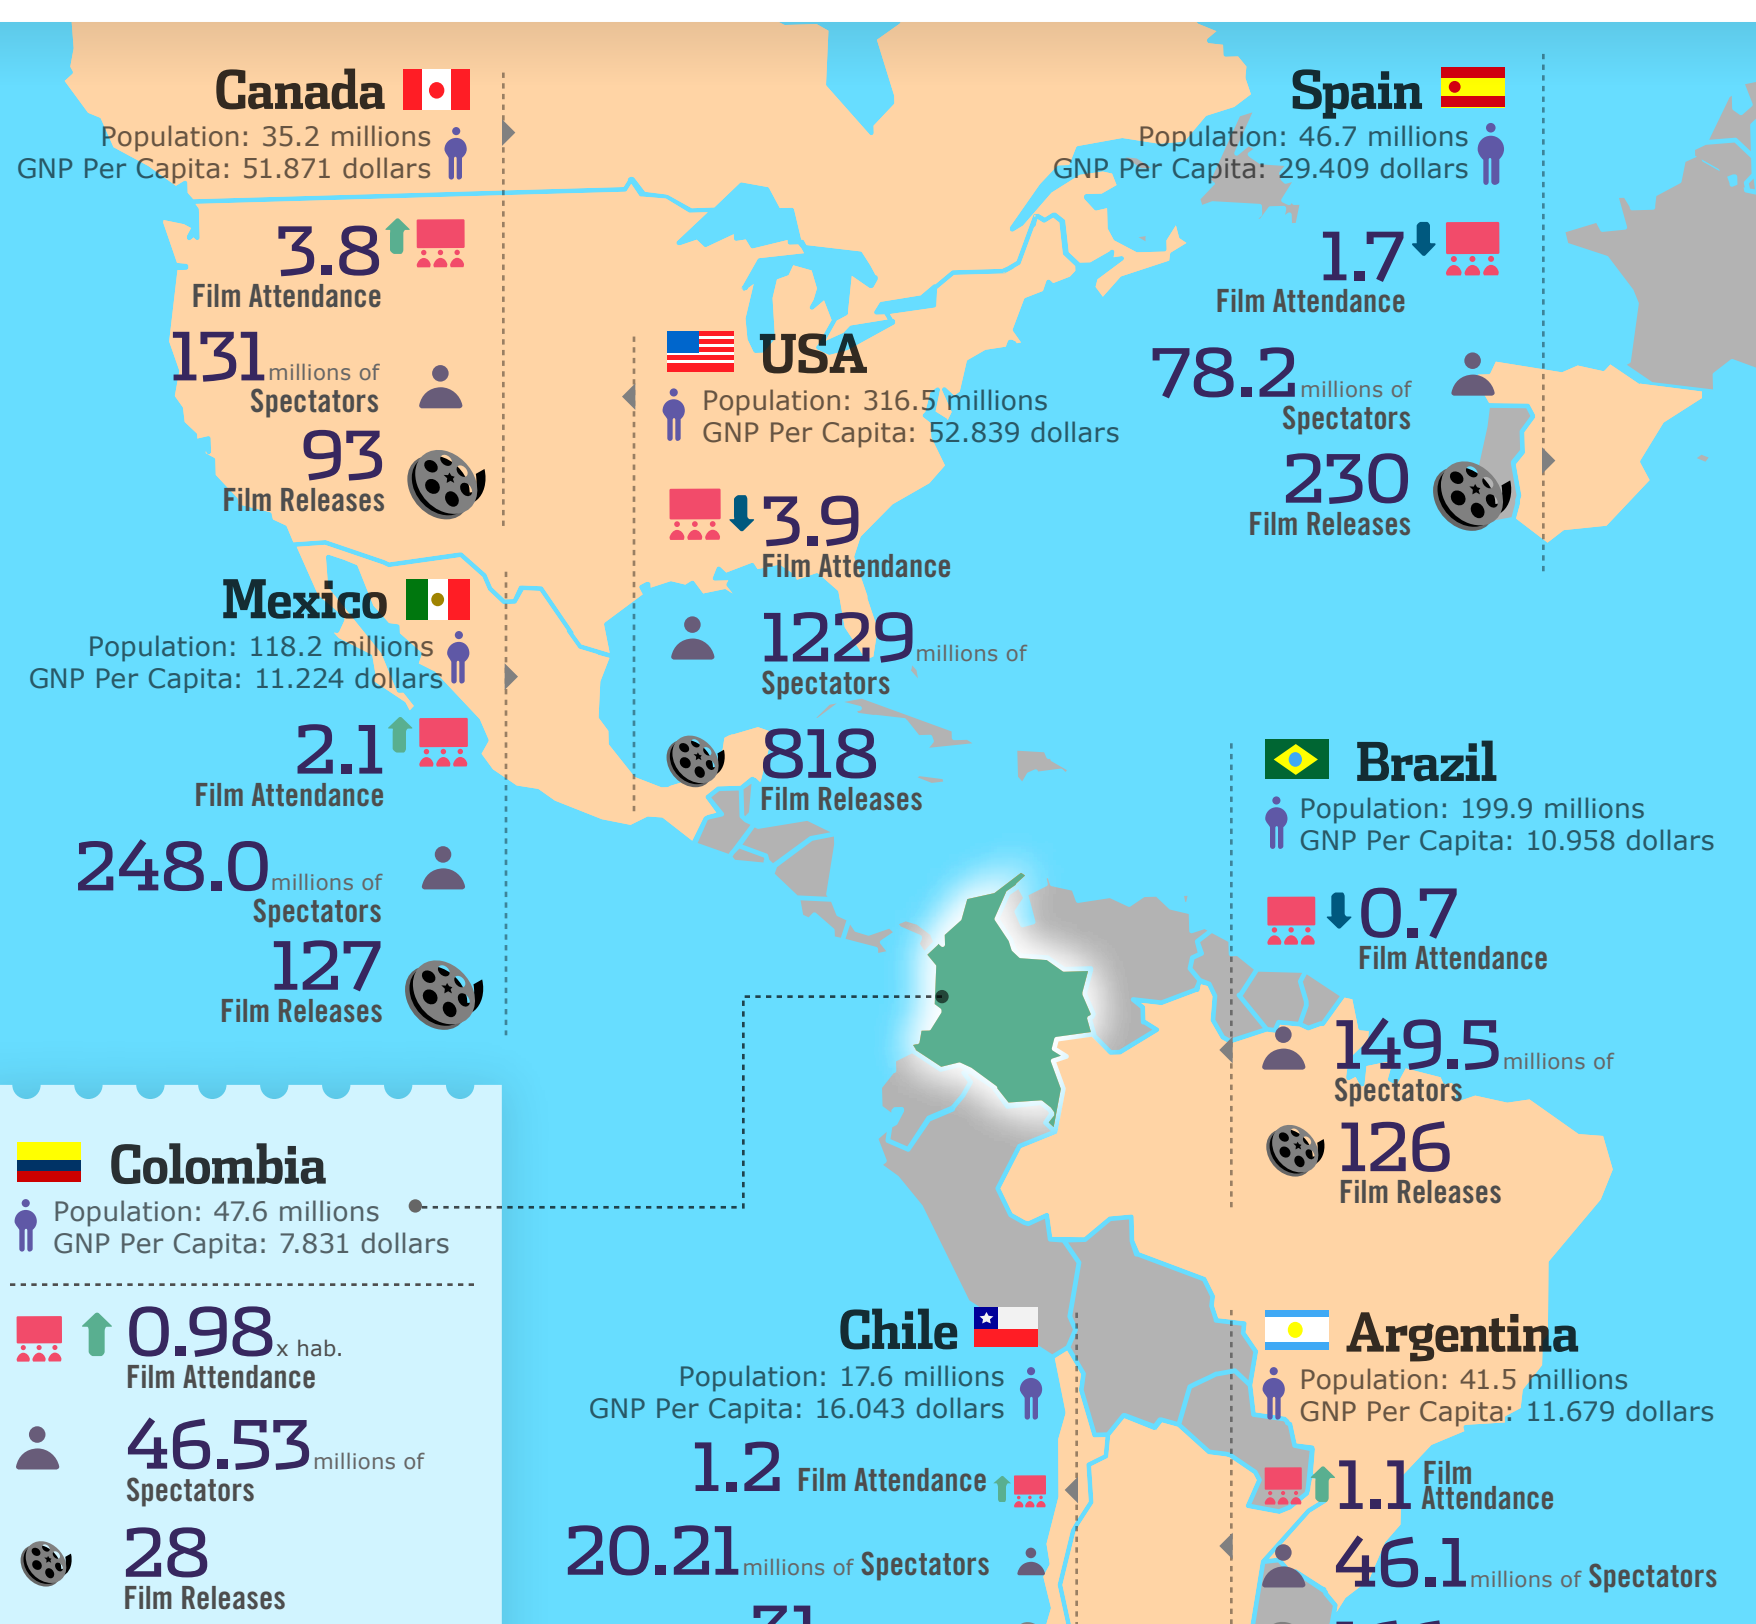 Canada
Population: 35.2 millions
GNP Per Capita: 51.871 dollars
3.8
Film Attendance
131 millions of
Spectators
93
Film Releases
Spain
Population: 46.7 millions
GNP Per Capita: 29.409 dollars
1.7
Film Attendance
78.2 millions of
Spectators
230
Film Releases
USA
Population: 316.5 millions
GNP Per Capita: 52.839 dollars
3.9
Film Attendance
1229 millions of
Spectators
818
Film Releases
Mexico
Population: 118.2 millions
GNP Per Capita: 11.224 dollars
2.1
Film Attendance
248.0 millions of
Spectators
127
Film Releases
Brazil
Population: 199.9 millions
GNP Per Capita: 10.958 dollars
0.7
Film Attendance
149.5 millions of
Spectators
126
Film Releases
Colombia
Population: 47.6 millions
GNP Per Capita: 7.831 dollars
0.98 x hab.
Film Attendance
46.53 millions of
Spectators
28
Film Releases
Chile
Population: 17.6 millions
GNP Per Capita: 16.043 dollars
1.2 Film Attendance
20.21 millions of Spectators
Argentina
Population: 41.5 millions
GNP Per Capita: 11.679 dollars
1.1 Film
Attendance
46.1 millions of Spectators